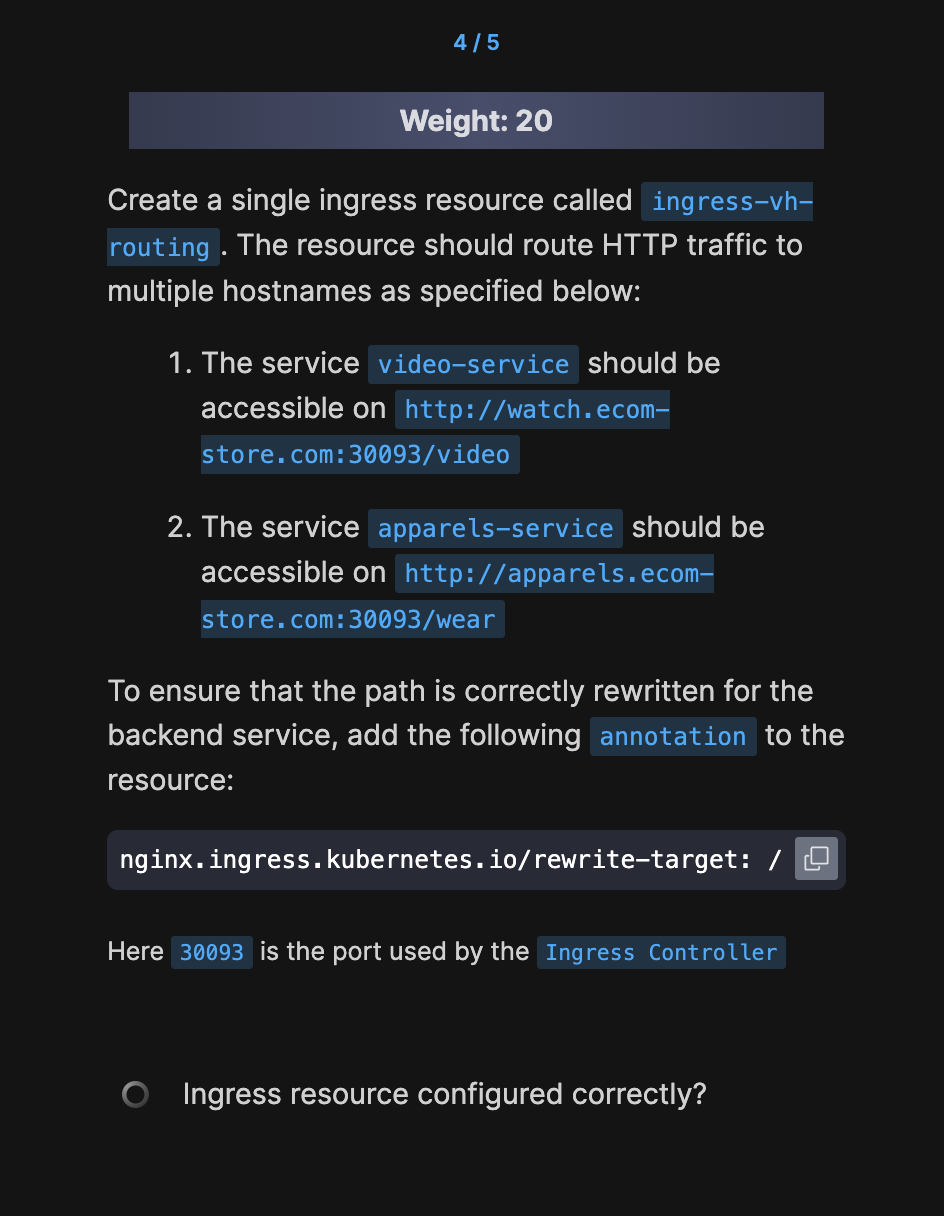 4 / 5
Weight: 20
Create a single ingress resource called ingress-vh-
routing. The resource should route HTTP traffic to
multiple hostnames as specified below:
1. The service video-service should be
accessible on http://watch.ecom-
store.com:30093/video
2. The service apparels-service should be
accessible on http://apparels.ecom-
store.com:30093/wear
To ensure that the path is correctly rewritten for the
backend service, add the following annotation to the
resource:
nginx.ingress.kubernetes.io/rewrite-target: /
Here 30093 is the port used by the Ingress Controller
Ingress resource configured correctly?